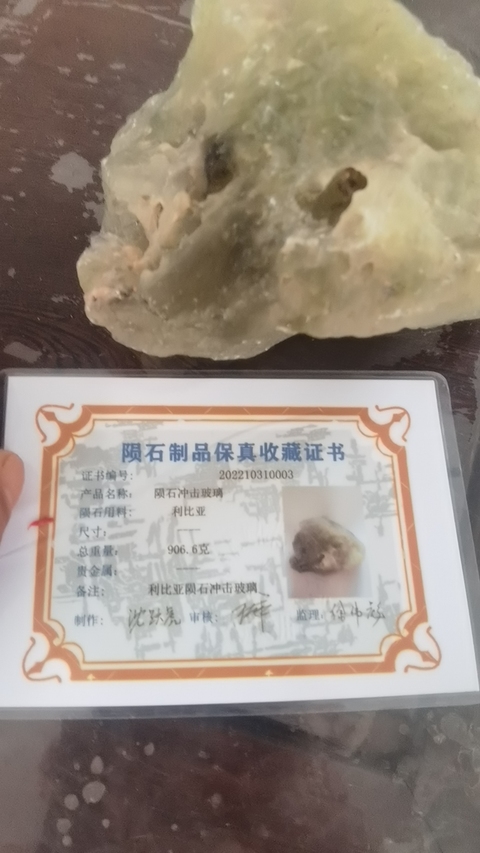 陨石制品保真收藏证书
证书编号: 202210310003
产品名称: 陨石冲击玻璃
陨石用料: 利比亚
尺寸: ——
总重量: 906.6克
贵金属: ——
备注: 利比亚陨石冲击玻璃
制作: 审核: 监理: